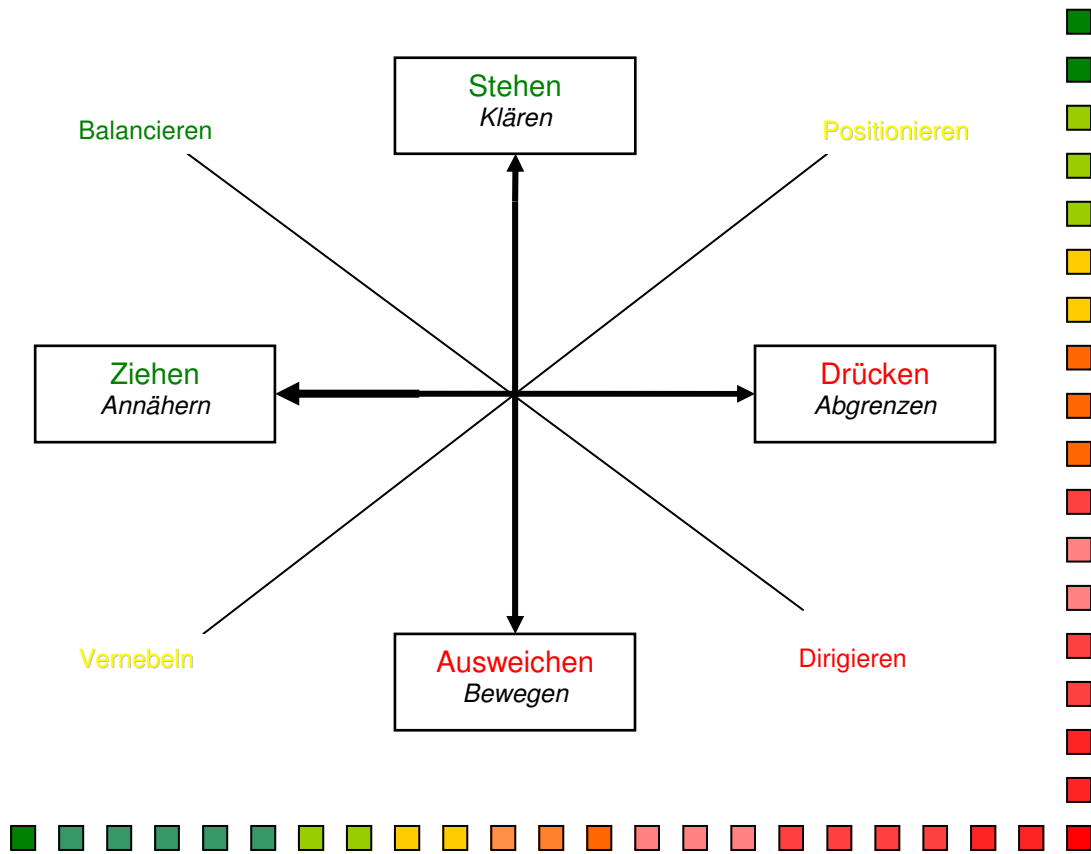 Stehen
Klären
Balancieren
Positionieren
Ziehen
Annähern
Drücken
Abgrenzen
Vernebeln
Ausweichen
Bewegen
Dirigieren